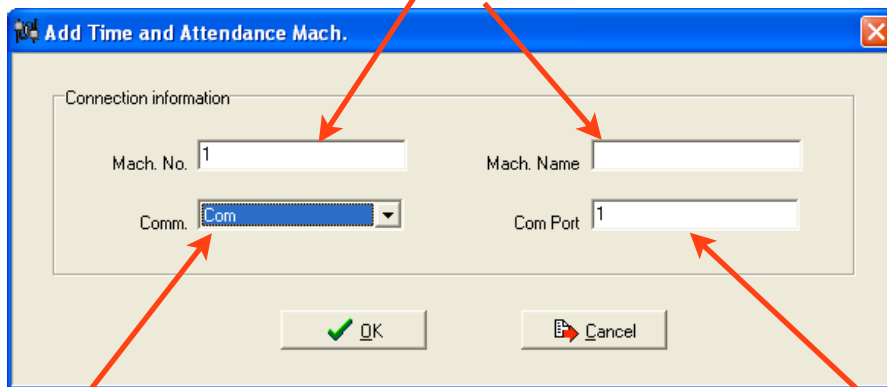 Add Time and Attendance Mach.
Connection information
Mach. No. 1 Mach. Name
Comm. Com Com Port 1
OK Cancel